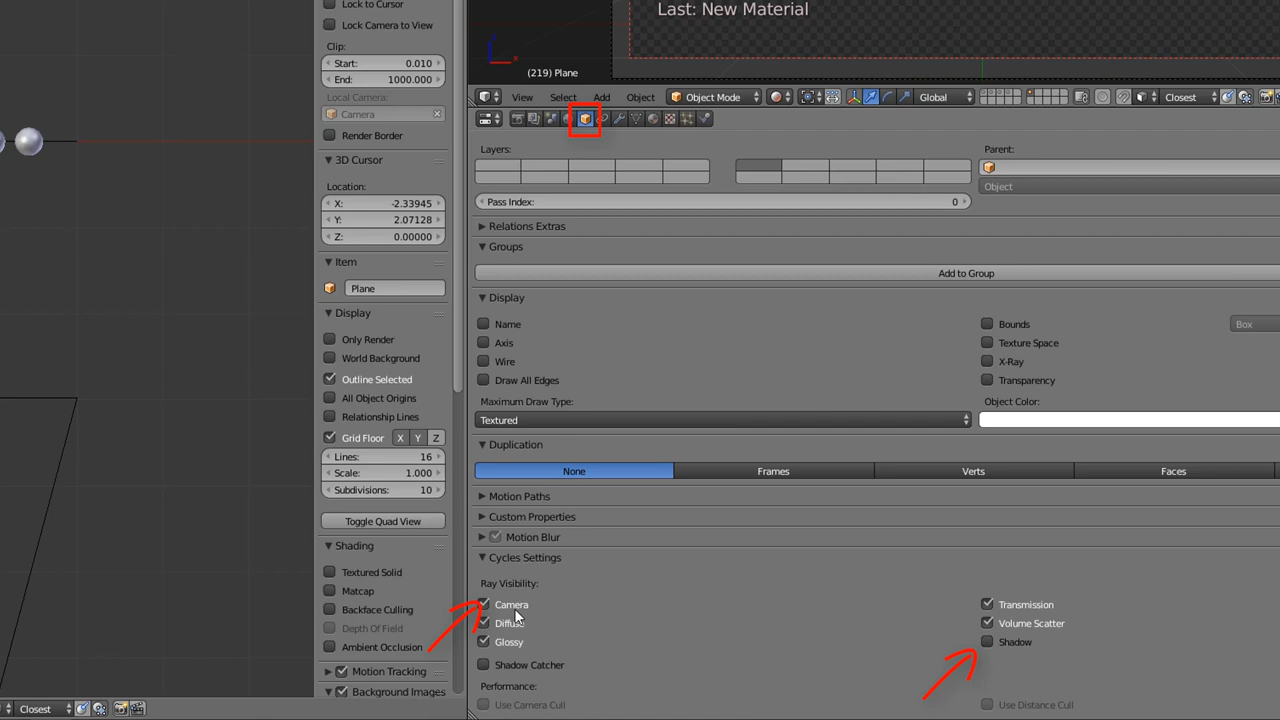 Lock to Cursor
Lock Camera to View
Clip:
Start: 0.010
End: 1000.000
Local Camera:
Camera
Render Border
3D Cursor
Location:
X: -2.33945
Y: 2.07128
Z: 0.00000
Item
Plane
Display
Only Render
World Background
Outline Selected
All Object Origins
Relationship Lines
Grid Floor X Y Z
Lines: 16
Scale: 1.000
Subdivisions: 10
Toggle Quad View
Shading
Textured Solid
Matcap
Backface Culling
Depth Of Field
Ambient Occlusion
Motion Tracking
Background Images
Closest
Last: New Material
x
(219) Plane
View Select Add Object Object Mode Global Closest
Layers:
Parent:
Object
Pass Index: 0
Relations Extras
Groups
Add to Group
Display
Name
Bounds
Box
Axis
Texture Space
Wire
X-Ray
Draw All Edges
Transparency
Maximum Draw Type:
Object Color:
Textured
Duplication
None Frames Verts Faces
Motion Paths
Custom Properties
Motion Blur
Cycles Settings
Ray Visibility:
Camera
Transmission
Diffuse
Volume Scatter
Glossy
Shadow
Shadow Catcher
Performance:
Use Camera Cull
Use Distance Cull